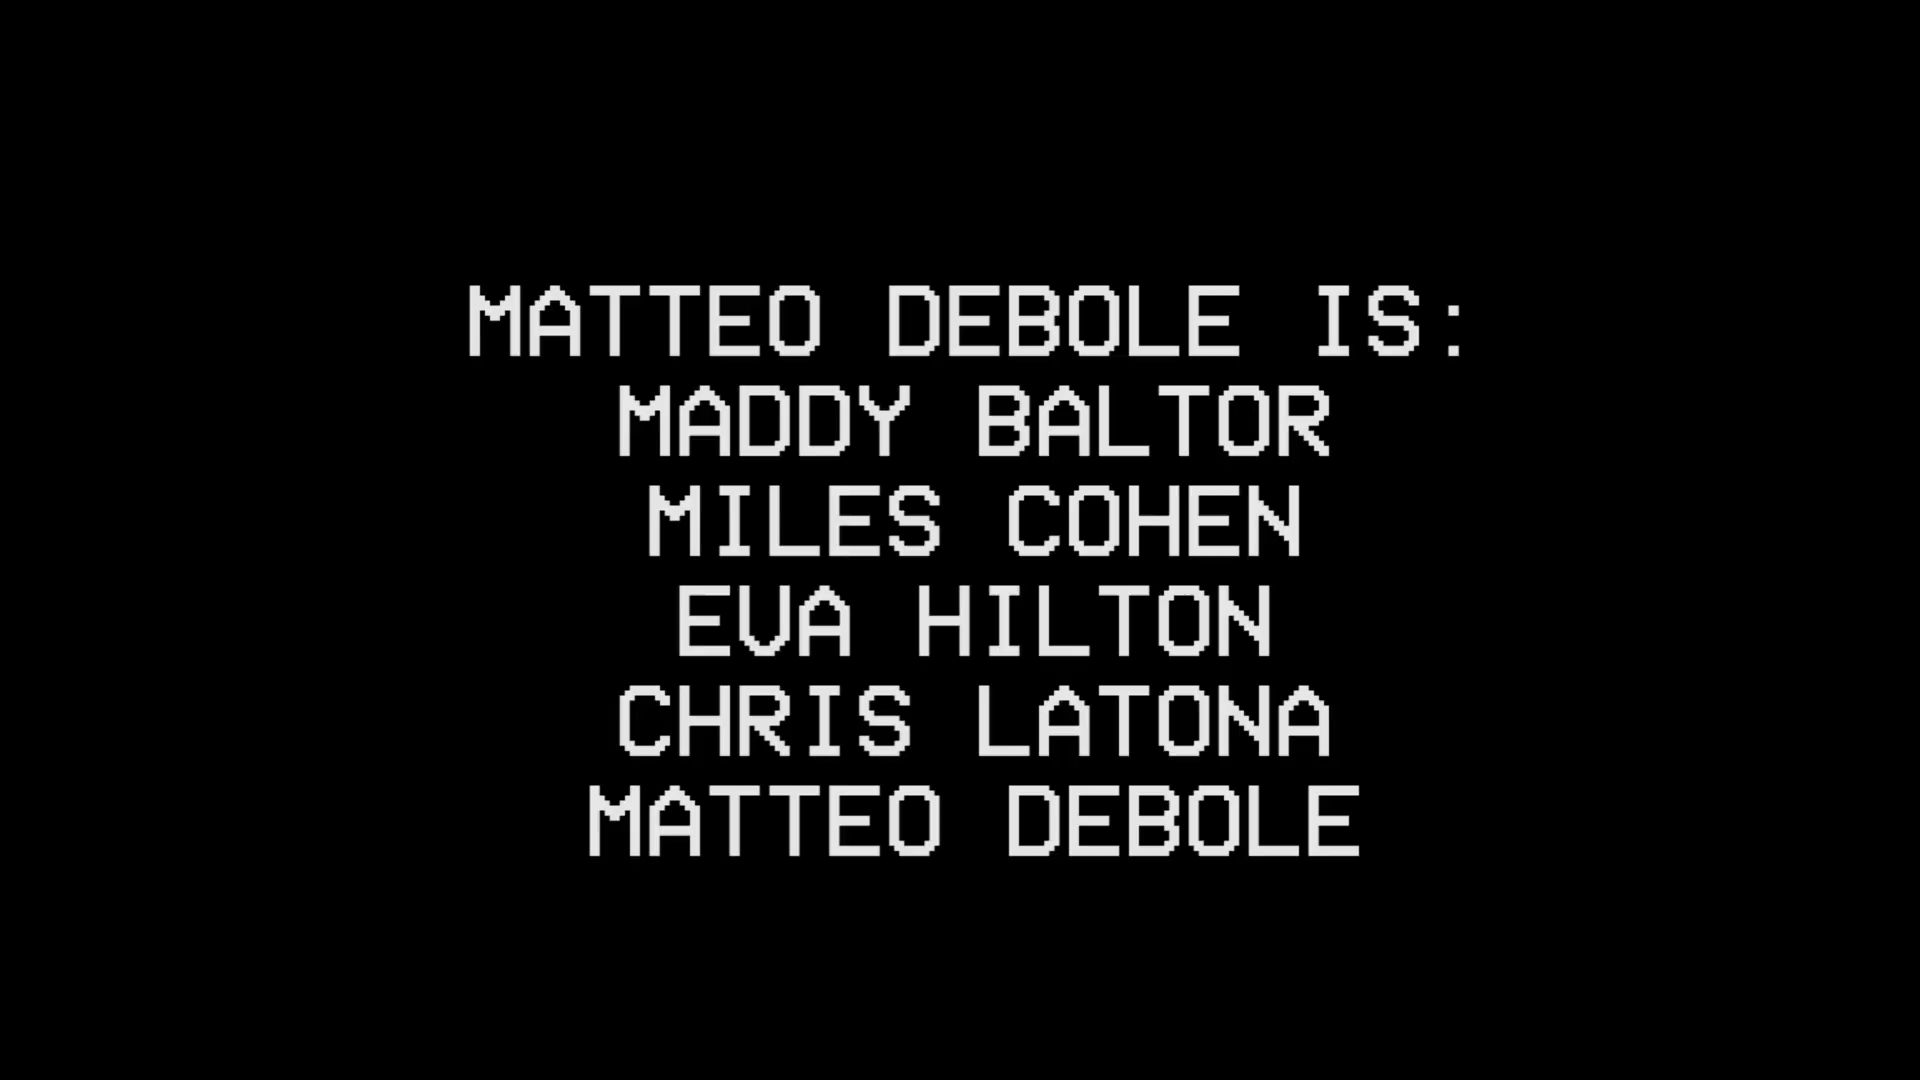 MATTEO DEBOLE IS:
MADDY BALTOR
MILES COHEN
EVA HILTON
CHRIS LATONA
MATTEO DEBOLE